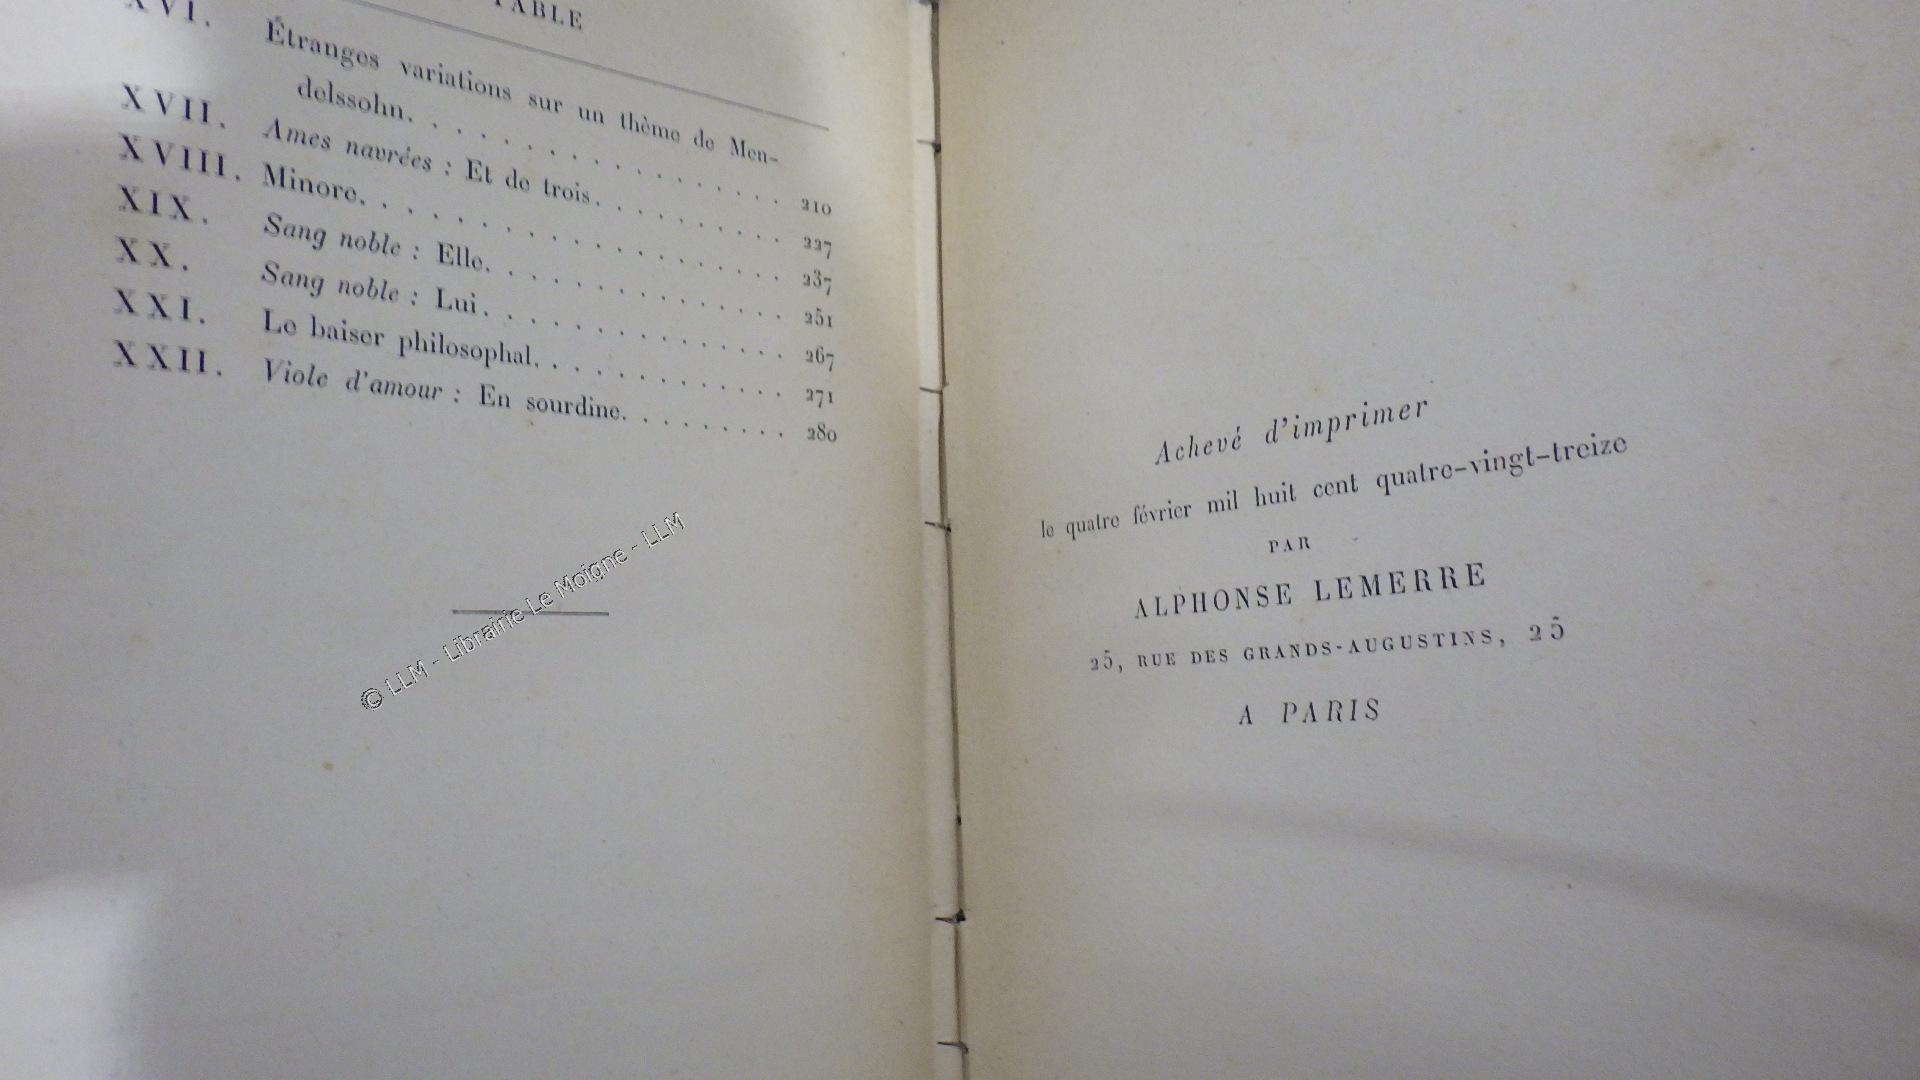 TABLE
XVI. Étranges variations sur un thème de Men-
delssohn. . . . . . . . . . . . . . . . 210
XVII. Ames navrées : Et de trois. . . . . . . . . 227
XVIII. Minore. . . . . . . . . . . . . . . . . . 237
XIX. Sang noble : Elle. . . . . . . . . . . . . . 251
XX. Sang noble : Lui. . . . . . . . . . . . . . 267
XXI. Le baiser philosophal. . . . . . . . . . . . 271
XXII. Viole d'amour : En sourdine. . . . . . . . 280
© LLM - Librairie Le Moigne - LLM
Achevé d'imprimer
le quatre février mil huit cent quatre-vingt-treize
PAR
ALPHONSE LEMERRE
25, RUE DES GRANDS-AUGUSTINS, 25
A PARIS